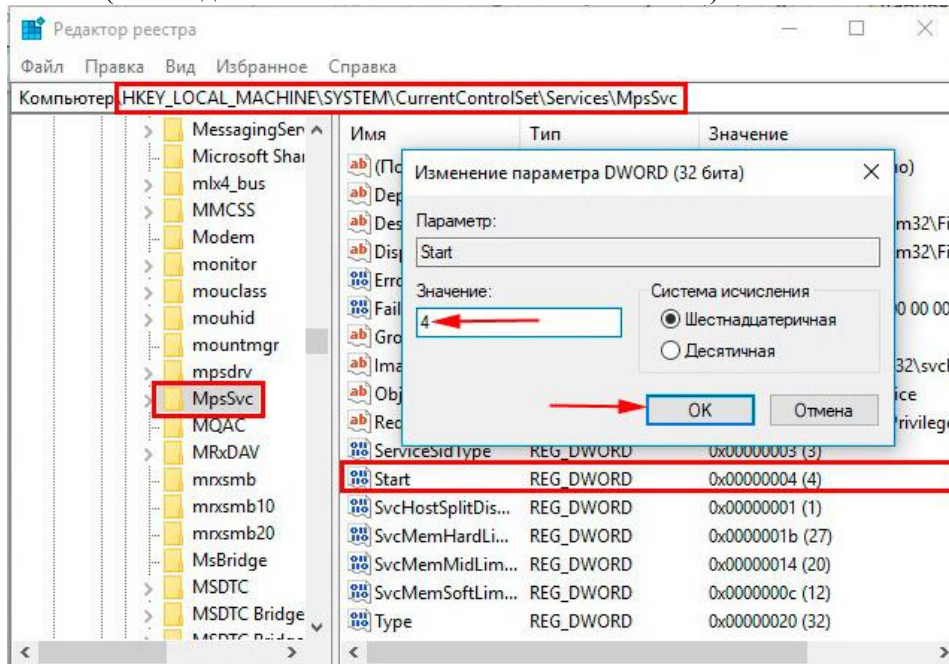 Редактор реестра
Файл Правка Вид Избранное Справка
Компьютер\HKEY_LOCAL_MACHINE\SYSTEM\CurrentControlSet\Services\MpsSvc
MessagingSer
Microsoft Shar
mlx4_bus
MMCSS
Modem
monitor
mouclass
mouhid
mountmgr
mpsdrv
MpsSvc
MQAC
MRxDAV
mrxsmb
mrxsmb10
mrxsmb20
MsBridge
MSDTC
MSDTC Bridge
Имя Тип Значение
Изменение параметра DWORD (32 бита)
Параметр:
Start
Значение:
4
Система исчисления
Шестнадцатеричная
Десятичная
OK Отмена
ServiceSidType REG_DWORD 0x00000003 (3)
Start REG_DWORD 0x00000004 (4)
SvcHostSplitDis... REG_DWORD 0x00000001 (1)
SvcMemHardLi... REG_DWORD 0x0000001b (27)
SvcMemMidLim... REG_DWORD 0x00000014 (20)
SvcMemSoftLim... REG_DWORD 0x0000000c (12)
Type REG_DWORD 0x00000020 (32)